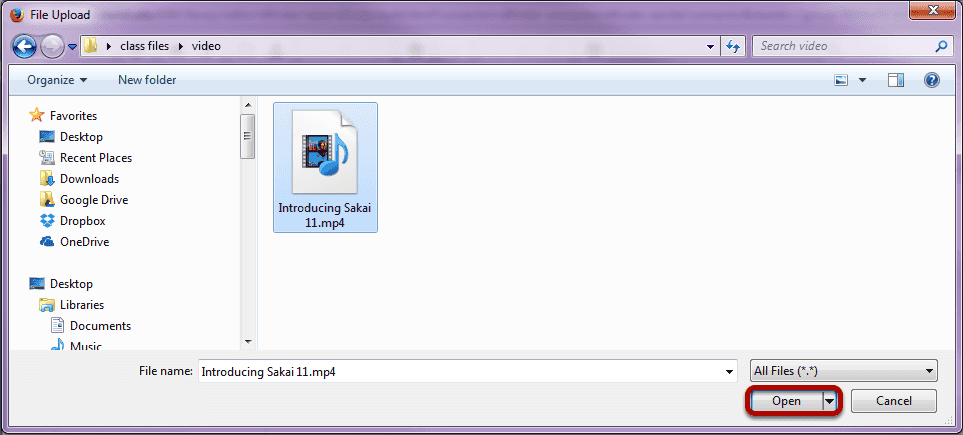 File Upload
class files
video
Search video
Organize
New folder
Favorites
Desktop
Recent Places
Downloads
Google Drive
Dropbox
OneDrive
Desktop
Libraries
Documents
Music
Introducing Sakai
11.mp4
File name:
Introducing Sakai 11.mp4
All Files (*.*)
Open
Cancel